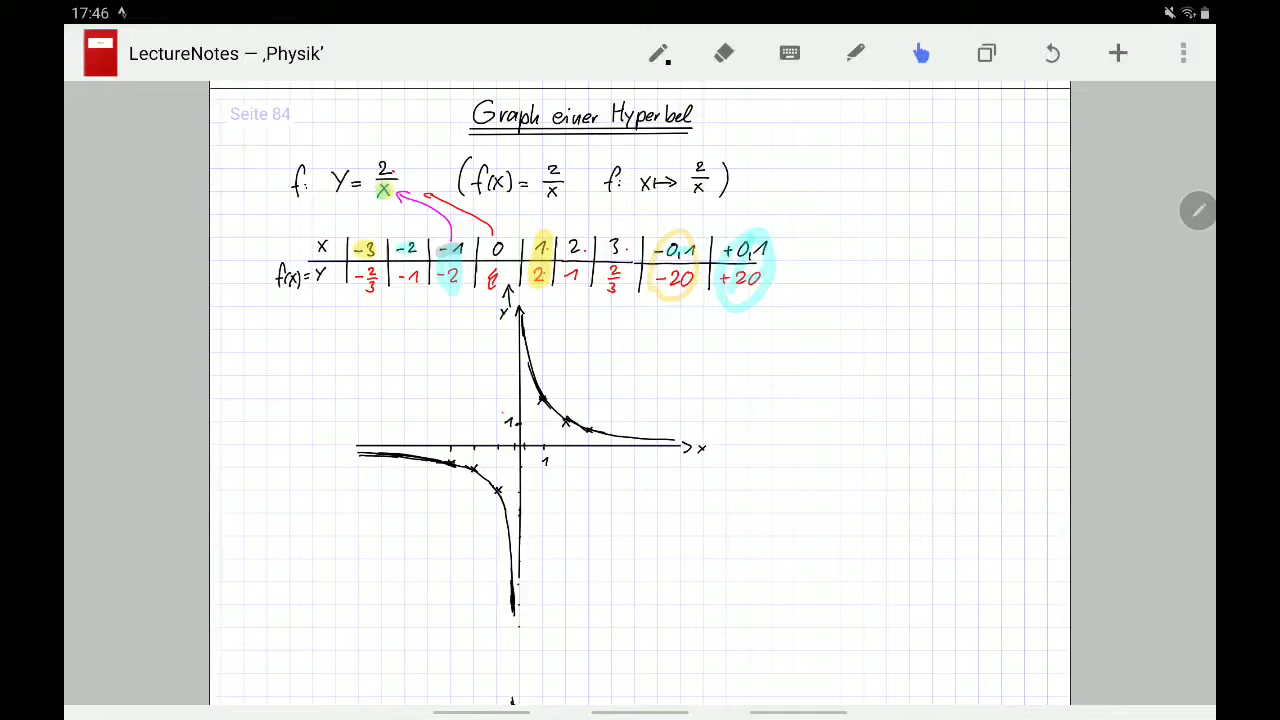 17:46
LectureNotes — ‚Physik‘
Seite 84
Graph einer Hyperbel
f: Y = 2/x (f(x) = 2/x f: x ↦ 2/x)
x | -3 | -2 | -1 | 0 | 1 | 2 | 3 | -0,1 | +0,1
f(x)=Y | -2/3 | -1 | -2 | | 2 | 1 | 2/3 | -20 | +20
Y
1
x
1